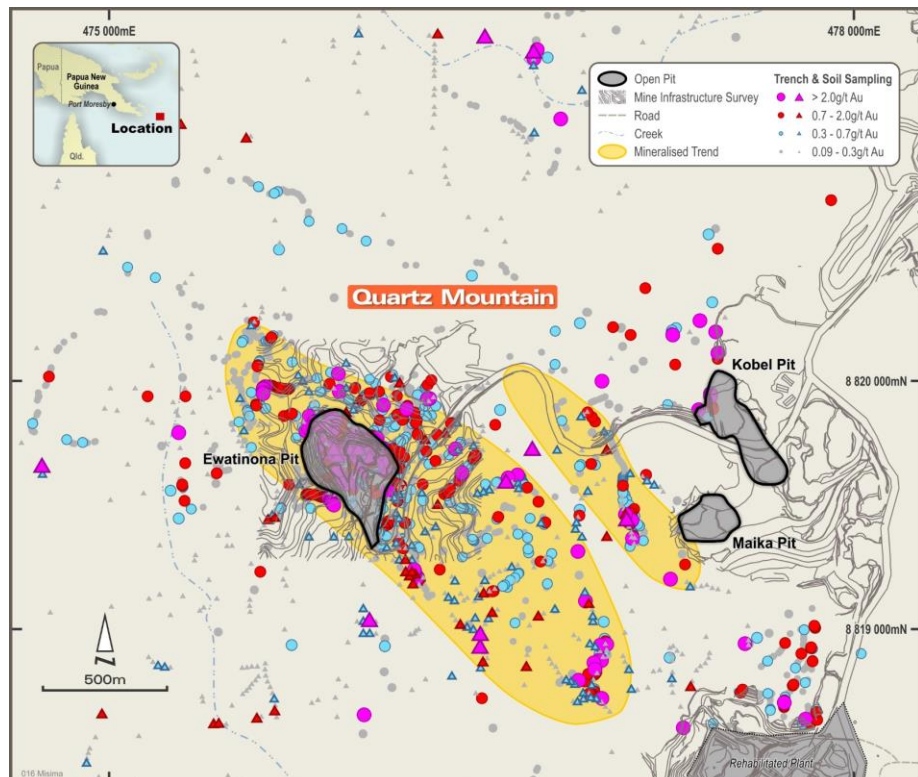 475 000mE
478 000mE
Papua
Papua New
Guinea
Port Moresby
Location
Qld.
Open Pit
Mine Infrastructure Survey
Road
Creek
Mineralised Trend
Trench & Soil Sampling
> 2.0g/t Au
0.7 - 2.0g/t Au
0.3 - 0.7g/t Au
0.09 - 0.3g/t Au
Quartz Mountain
Kobel Pit
8 820 000mN
Ewatinona Pit
Maika Pit
8 819 000mN
N
500m
Rehabilitated Plant
016 Misima